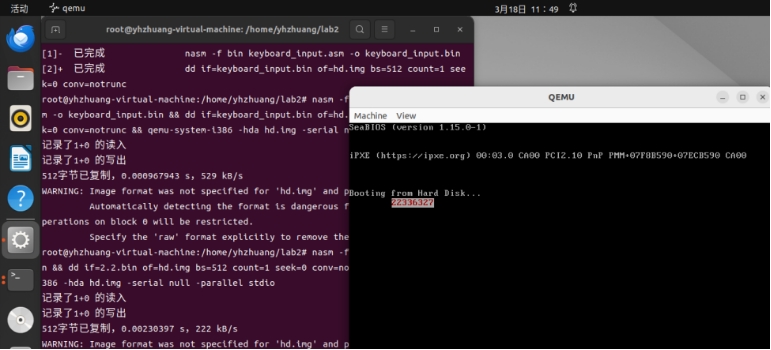 活动
qemu
3月18日 11:49
root@yhzhuang-virtual-machine: /home/yhzhuang/lab2
[1]- 已完成 nasm -f bin keyboard_input.asm -o keyboard_input.bin
[2]+ 已完成 dd if=keyboard_input.bin of=hd.img bs=512 count=1 see
k=0 conv=notrunc
root@yhzhuang-virtual-machine:/home/yhzhuang/lab2# nasm -f
m -o keyboard_input.bin && dd if=keyboard_input.bin of=hd.
k=0 conv=notrunc && qemu-system-i386 -hda hd.img -serial n
记录了1+0 的读入
记录了1+0 的写出
512字节已复制，0.000967943 s，529 kB/s
WARNING: Image format was not specified for 'hd.img' and p
Automatically detecting the format is dangerous f
perations on block 0 will be restricted.
Specify the 'raw' format explicitly to remove the
root@yhzhuang-virtual-machine:/home/yhzhuang/lab2# nasm -f
n && dd if=2.2.bin of=hd.img bs=512 count=1 seek=0 conv=no
386 -hda hd.img -serial null -parallel stdio
记录了1+0 的读入
记录了1+0 的写出
512字节已复制，0.00230397 s，222 kB/s
WARNING: Image format was not specified for 'hd.img' and p
QEMU
Machine View
SeaBIOS (version 1.15.0-1)
iPXE (https://ipxe.org) 00:03.0 CA00 PCI2.10 PnP PMM+07F8B590+07ECB590 CA00
Booting from Hard Disk...
22336327